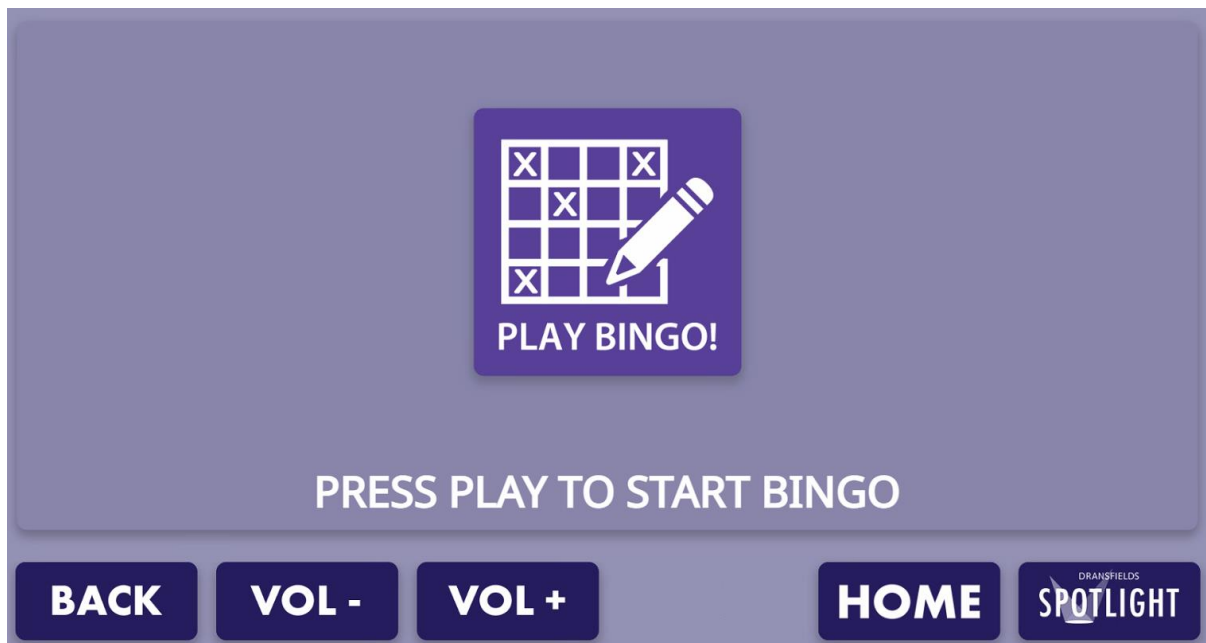 X X
X
X
PLAY BINGO!
PRESS PLAY TO START BINGO
BACK VOL - VOL + HOME DRANSFIELDS
SPOTLIGHT